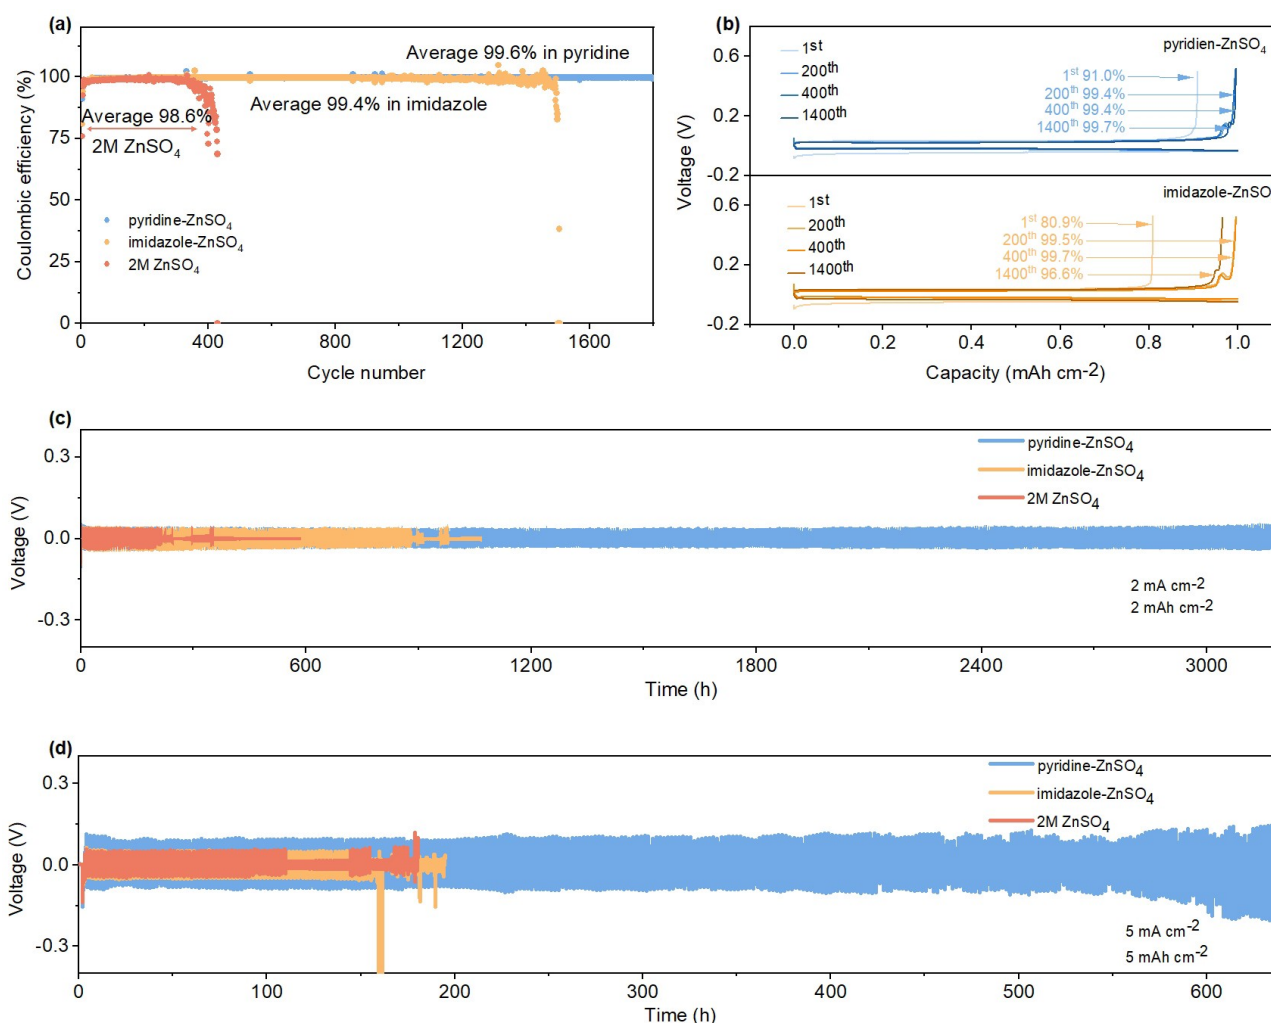 (a)
Average 99.6% in pyridine
Average 99.4% in imidazole
Average 98.6%
2M ZnSO4
pyridine-ZnSO4
imidazole-ZnSO4
2M ZnSO4
Coulombic efficiency (%)
100
75
50
25
0
0 400 800 1200 1600
Cycle number
(b)
pyridien-ZnSO4
1st
200th
400th
1400th
1st 91.0%
200th 99.4%
400th 99.4%
1400th 99.7%
0.6
0.2
-0.2
imidazole-ZnSO
1st
200th
400th
1400th
1st 80.9%
200th 99.5%
400th 99.7%
1400th 96.6%
0.6
0.2
-0.2
Voltage (V)
0.0 0.2 0.4 0.6 0.8 1.0
Capacity (mAh cm-2)
(c)
pyridine-ZnSO4
imidazole-ZnSO4
2M ZnSO4
0.3
0.0
-0.3
Voltage (V)
2 mA cm-2
2 mAh cm-2
0 600 1200 1800 2400 3000
Time (h)
(d)
pyridine-ZnSO4
imidazole-ZnSO4
2M ZnSO4
0.3
0.0
-0.3
Voltage (V)
5 mA cm-2
5 mAh cm-2
0 100 200 300 400 500 600
Time (h)